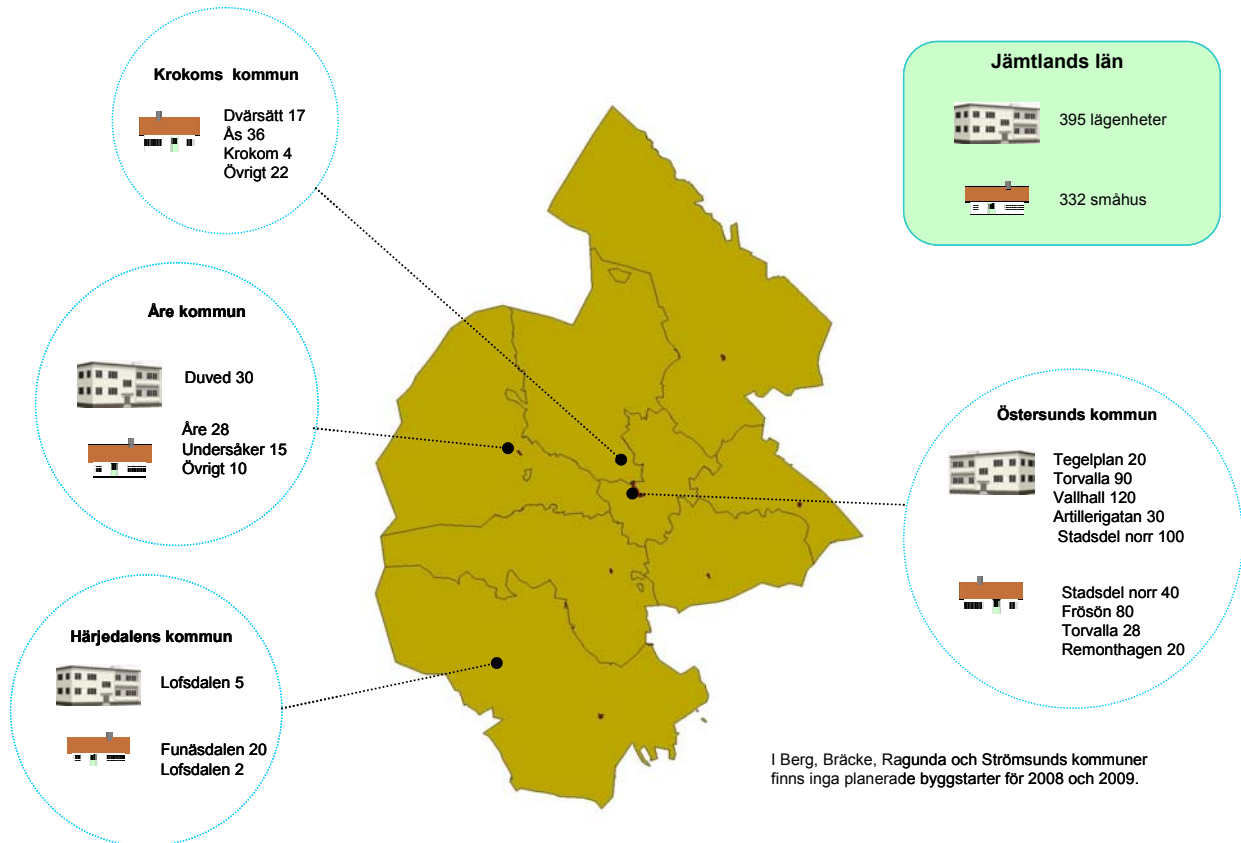 Krokoms kommun
Dvärsätt 17
Ås 36
Krokom 4
Övrigt 22
Jämtlands län
395 lägenheter
332 småhus
Åre kommun
Duved 30
Åre 28
Undersåker 15
Övrigt 10
Östersunds kommun
Tegelplan 20
Torvalla 90
Vallhall 120
Artillerigatan 30
Stadsdel norr 100
Stadsdel norr 40
Frösön 80
Torvalla 28
Remonthagen 20
Härjedalens kommun
Lofsdalen 5
Funäsdalen 20
Lofsdalen 2
I Berg, Bräcke, Ragunda och Strömsunds kommuner
finns inga planerade byggstarter för 2008 och 2009.